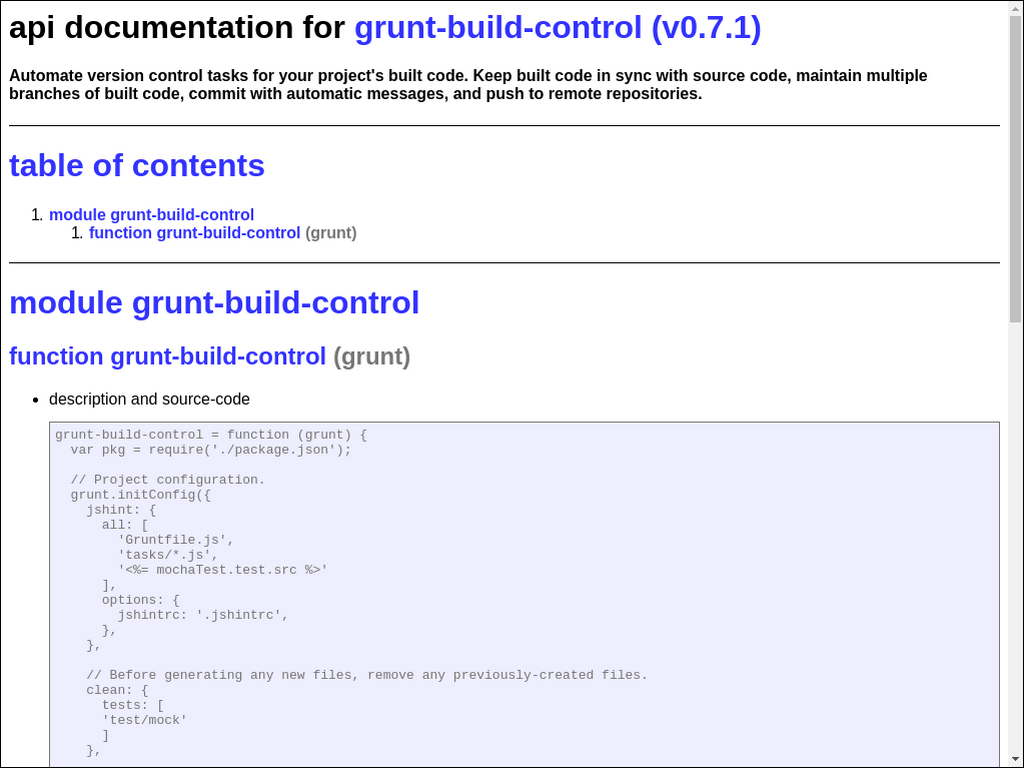 api documentation for grunt-build-control (v0.7.1)
Automate version control tasks for your project's built code. Keep built code in sync with source code, maintain multiple
branches of built code, commit with automatic messages, and push to remote repositories.
table of contents
1. module grunt-build-control
1. function grunt-build-control (grunt)
module grunt-build-control
function grunt-build-control (grunt)
• description and source-code
grunt-build-control = function (grunt) {
  var pkg = require('./package.json');

  // Project configuration.
  grunt.initConfig({
    jshint: {
      all: [
        'Gruntfile.js',
        'tasks/*.js',
        '<%= mochaTest.test.src %>'
      ],
      options: {
        jshintrc: '.jshintrc',
      },
    },

    // Before generating any new files, remove any previously-created files.
    clean: {
      tests: [
      'test/mock'
      ]
    },